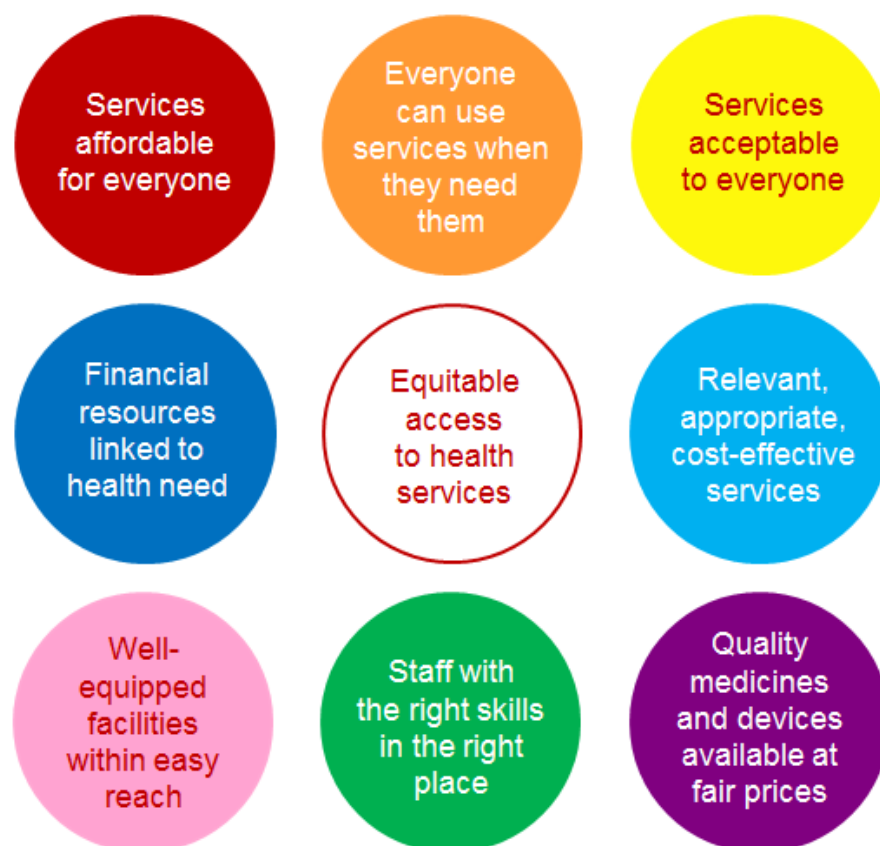 Services
affordable
for everyone
Everyone
can use
services when
they need
them
Services
acceptable
to everyone
Financial
resources
linked to
health need
Equitable
access
to health
services
Relevant,
appropriate,
cost-effective
services
Well-
equipped
facilities
within easy
reach
Staff with
the right skills
in the right
place
Quality
medicines
and devices
available at
fair prices